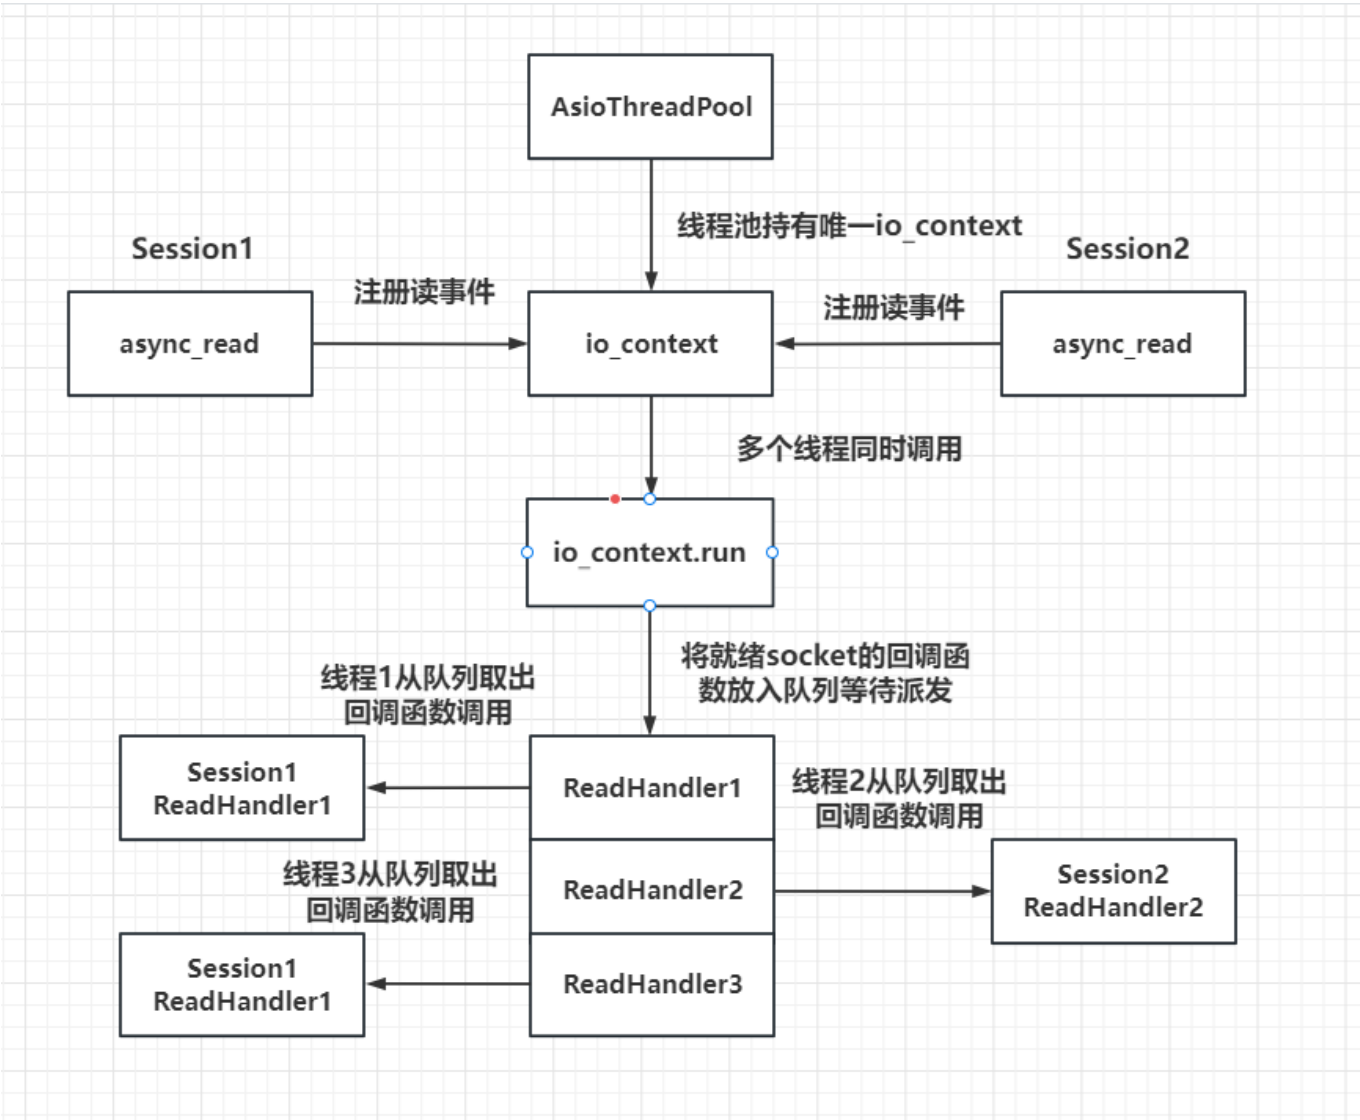 AsioThreadPool
线程池持有唯一io_context
Session1
Session2
注册读事件
注册读事件
async_read
io_context
async_read
多个线程同时调用
io_context.run
将就绪socket的回调函
数放入队列等待派发
线程1从队列取出
回调函数调用
Session1
ReadHandler1
ReadHandler1
线程2从队列取出
回调函数调用
线程3从队列取出
回调函数调用
ReadHandler2
Session2
ReadHandler2
Session1
ReadHandler1
ReadHandler3